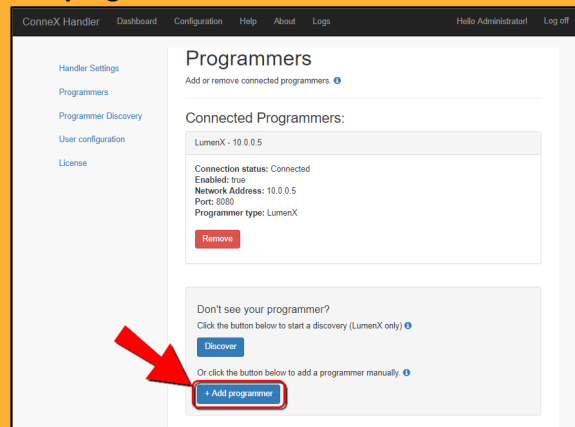 ConneX Handler Dashboard Configuration Help About Logs Hello Administrator! Log off
Handler Settings
Programmers
Programmer Discovery
User configuration
License
Programmers
Add or remove connected programmers.
Connected Programmers:
LumenX - 10.0.0.5
Connection status: Connected
Enabled: true
Network Address: 10.0.0.5
Port: 8080
Programmer type: LumenX
Remove
Don't see your programmer?
Click the button below to start a discovery (LumenX only)
Discover
Or click the button below to add a programmer manually.
+ Add programmer